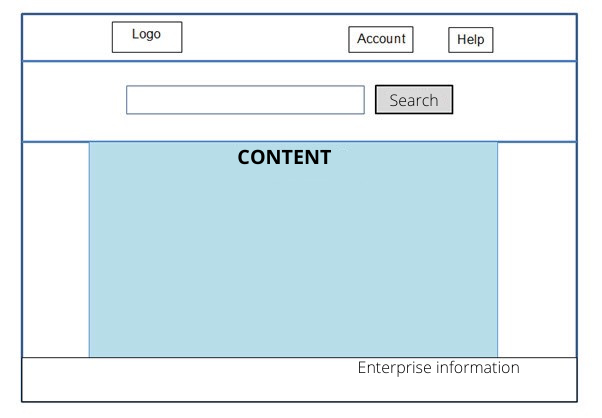 Logo
Account
Help
Search
CONTENT
Enterprise information